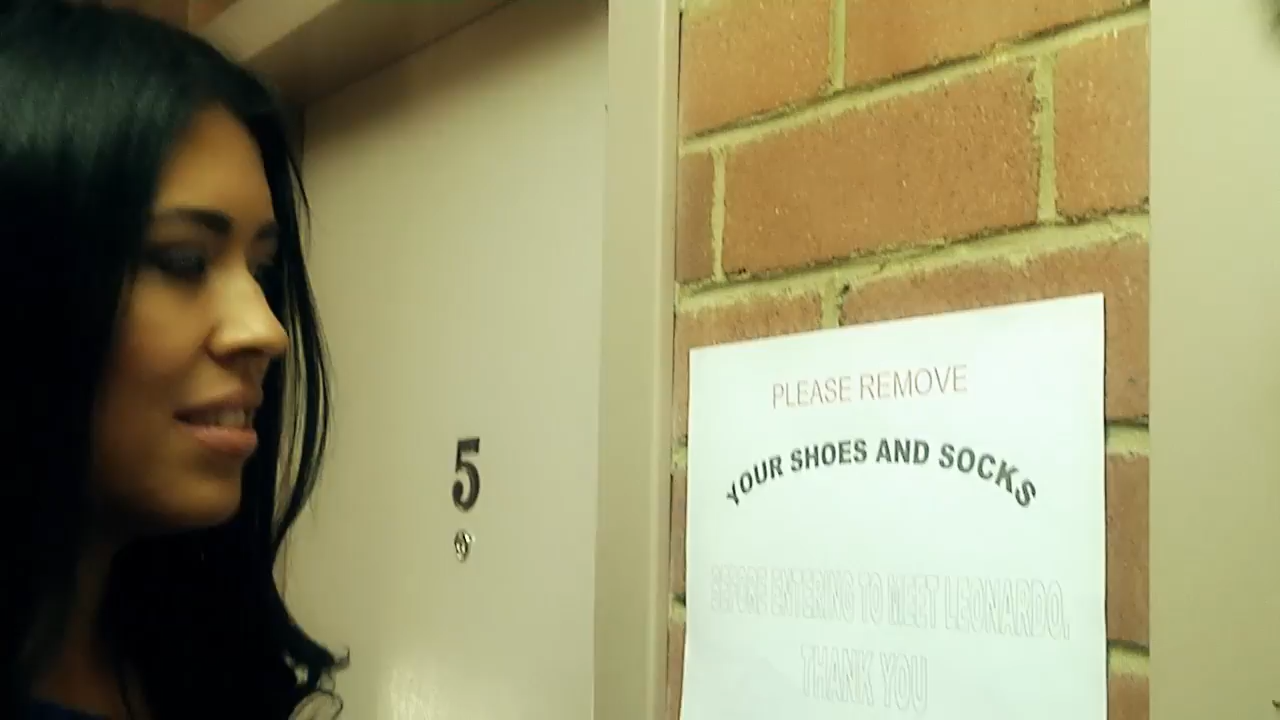 5
PLEASE REMOVE
YOUR SHOES AND SOCKS
BEFORE ENTERING TO MEET LEONARDO.
THANK YOU